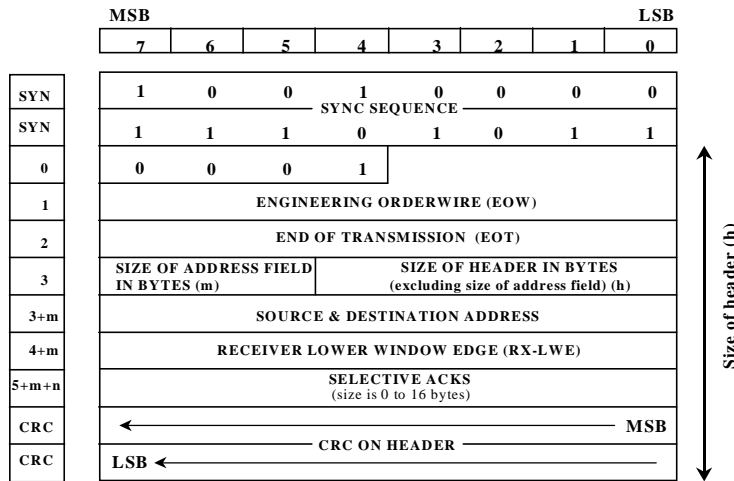 MSB LSB
7 6 5 4 3 2 1 0
SYN 1 0 0 1 0 0 0 0
SYNC SEQUENCE
SYN 1 1 1 0 1 0 1 1
0 0 0 0 1
1 ENGINEERING ORDERWIRE (EOW)
2 END OF TRANSMISSION (EOT)
3 SIZE OF ADDRESS FIELD IN BYTES (m) SIZE OF HEADER IN BYTES (excluding size of address field) (h)
3+m SOURCE & DESTINATION ADDRESS
4+m RECEIVER LOWER WINDOW EDGE (RX-LWE)
5+m+n SELECTIVE ACKS
(size is 0 to 16 bytes)
CRC MSB
CRC ON HEADER
CRC LSB
Size of header (h)